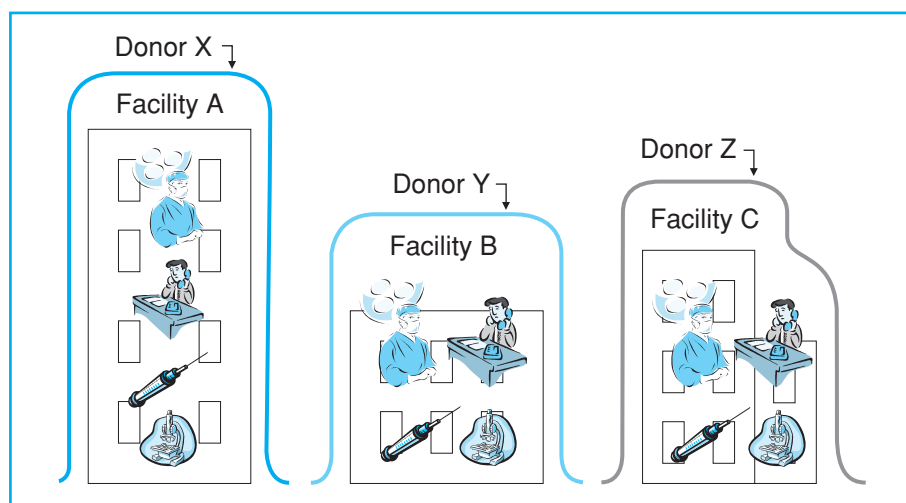 Donor X
Facility A
Donor Y
Facility B
Donor Z
Facility C